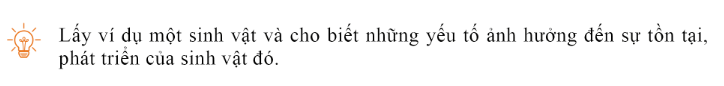 Lấy ví dụ một sinh vật và cho biết những yếu tố ảnh hưởng đến sự tồn tại,
phát triển của sinh vật đó.